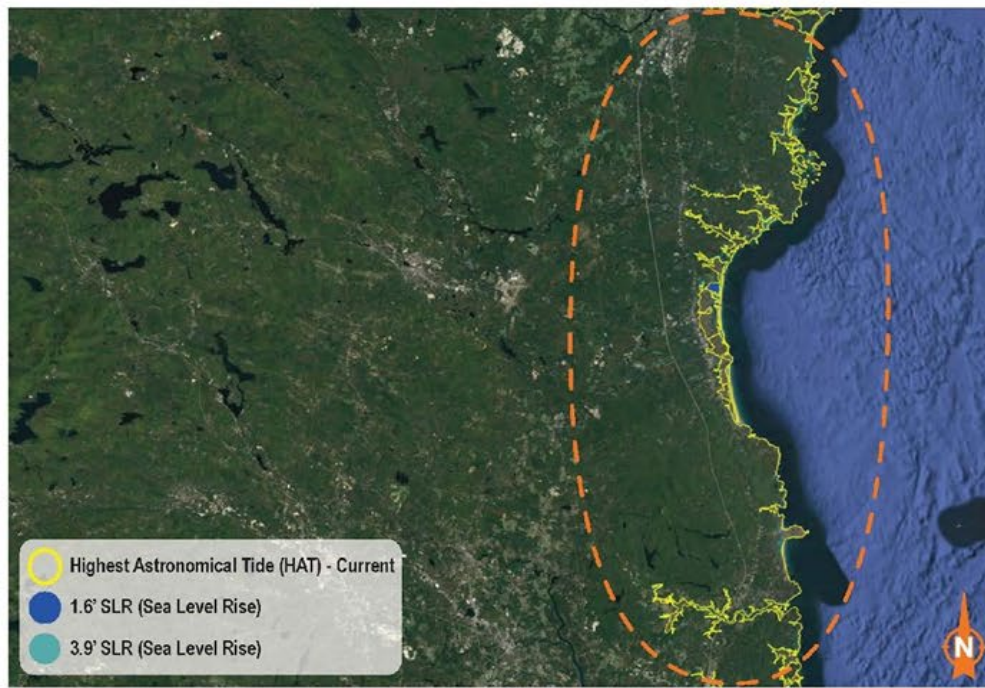 Highest Astronomical Tide (HAT) - Current
1.6' SLR (Sea Level Rise)
3.9' SLR (Sea Level Rise)
N